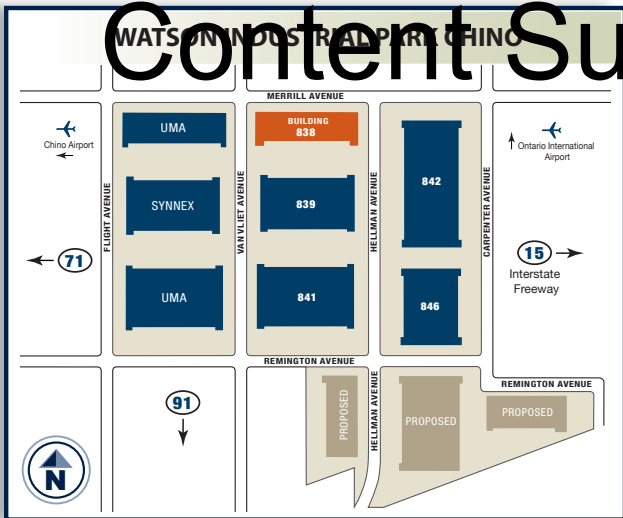 Content Su
WATSON INDUSTRIAL PARK CHINO
MERRILL AVENUE
Chino Airport
UMA
BUILDING
838
Ontario International
Airport
842
SYNNEX
839
FLIGHT AVENUE
VAN VLIET AVENUE
HELLMAN AVENUE
CARPENTER AVENUE
71
15
Interstate
Freeway
UMA
841
846
REMINGTON AVENUE
REMINGTON AVENUE
91
PROPOSED
HELLMAN AVENUE
PROPOSED
PROPOSED
N